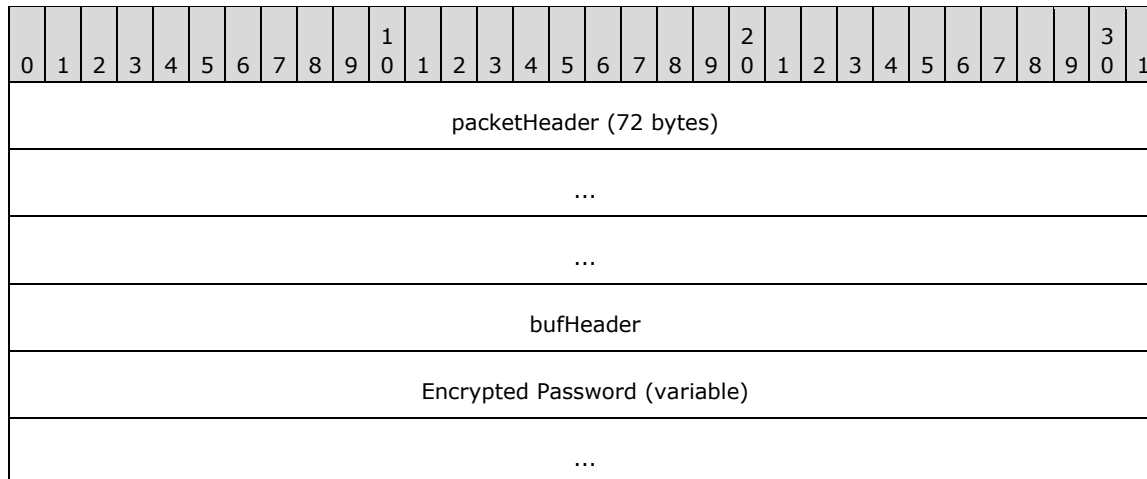 1 2 3
0 1 2 3 4 5 6 7 8 9 0 1 2 3 4 5 6 7 8 9 0 1 2 3 4 5 6 7 8 9 0 1
packetHeader (72 bytes)
...
...
bufHeader
Encrypted Password (variable)
...